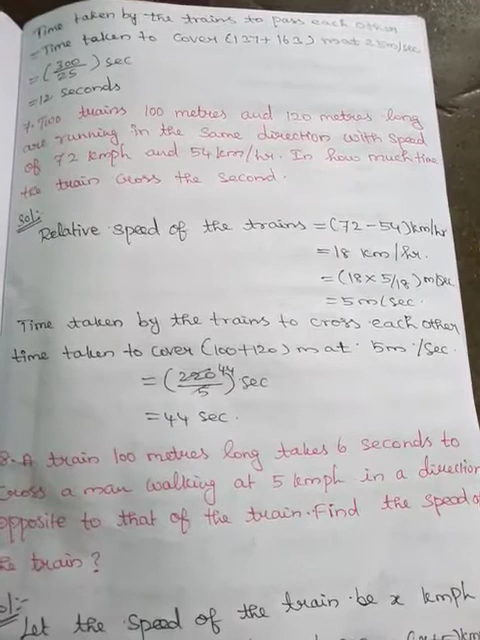 Time taken by the trains to pass each other
= Time taken to cover (137+163) m at 25m/sec
= (300/25) sec
= 12 seconds
7. Two trains 100 metres and 120 metres long
are running in the same direction with speed
of 72 kmph and 54 km/hr. In how much time
the train cross the second.
Sol:
Relative speed of the trains = (72-54) km/hr
= 18 km/hr.
= (18 x 5/18) m/sec
= 5m/sec.
Time taken by the trains to cross each other
time taken to cover (100+120) m at 5m/sec.
= (220/5) 44 sec
= 44 sec.
8. A train 100 metres long takes 6 seconds to
cross a man walking at 5 kmph in a direction
opposite to that of the train. Find the speed of
the train?
Sol:-
Let the speed of the train be x kmph